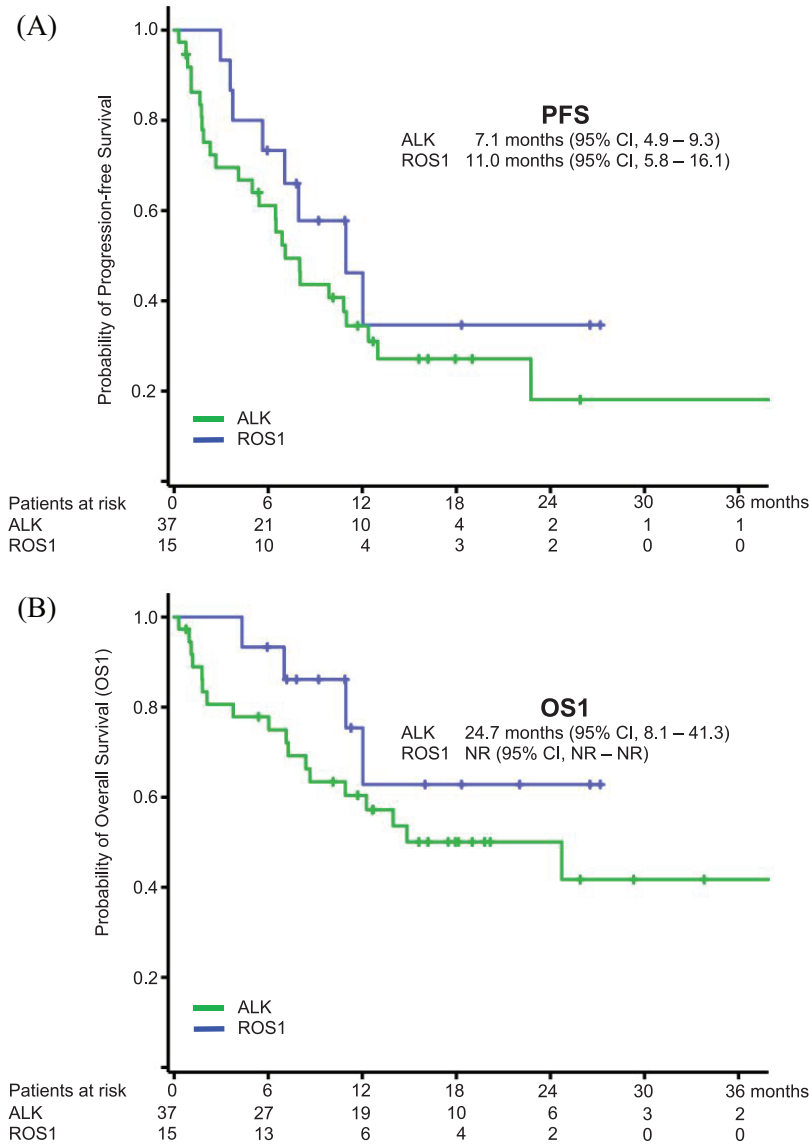 (A)
1.0
0.8
0.6
0.4
0.2
Probability of Progression-free Survival
PFS
ALK 7.1 months (95% CI, 4.9 – 9.3)
ROS1 11.0 months (95% CI, 5.8 – 16.1)
ALK
ROS1
Patients at risk 0 6 12 18 24 30 36 months
ALK 37 21 10 4 2 1 1
ROS1 15 10 4 3 2 0 0
(B)
1.0
0.8
0.6
0.4
0.2
Probability of Overall Survival (OS1)
OS1
ALK 24.7 months (95% CI, 8.1 – 41.3)
ROS1 NR (95% CI, NR – NR)
ALK
ROS1
Patients at risk 0 6 12 18 24 30 36 months
ALK 37 27 19 10 6 3 2
ROS1 15 13 6 4 2 0 0